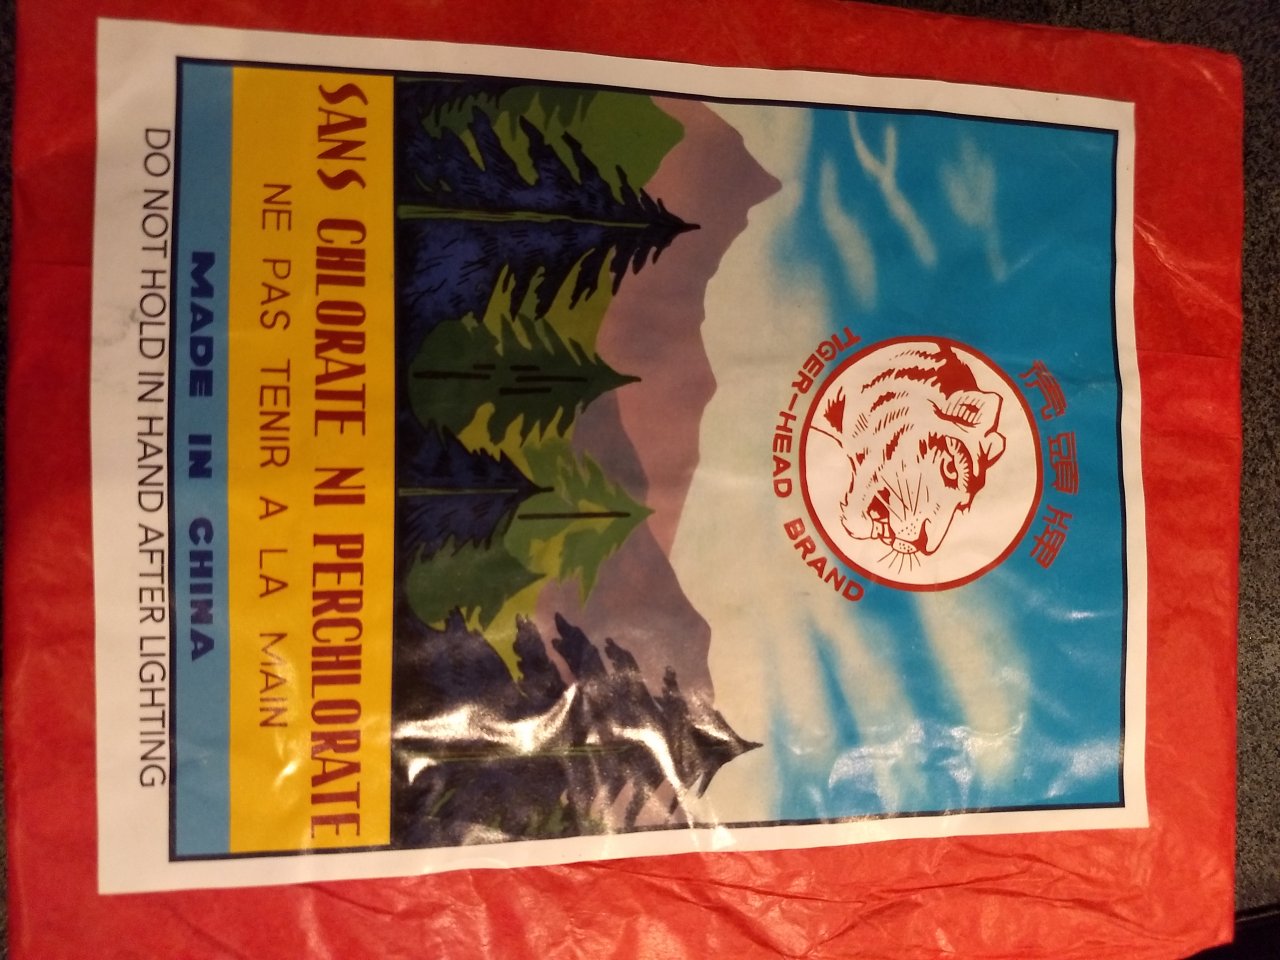 虎頭牌
TIGER-HEAD BRAND
SANS CHLORATE NI PERCHLORATE
NE PAS TENIR A LA MAIN
MADE IN CHINA
DO NOT HOLD IN HAND AFTER LIGHTING